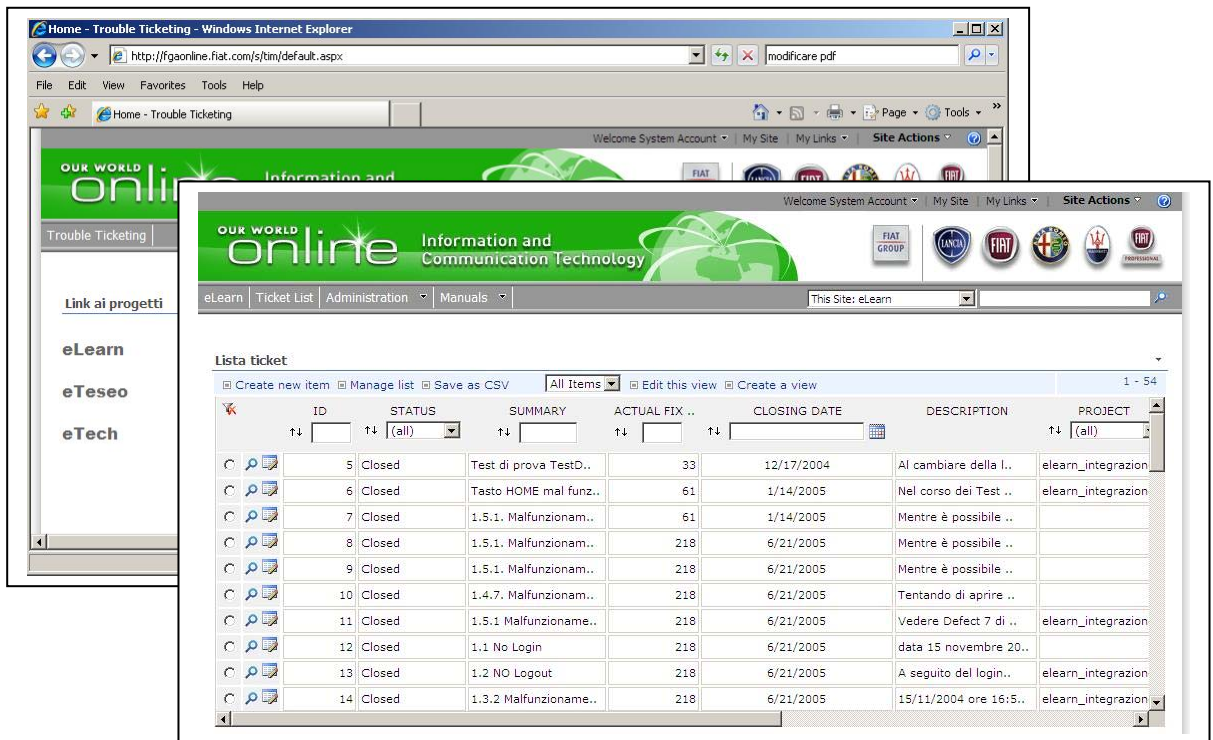 Home - Trouble Ticketing - Windows Internet Explorer
http://fgaonline.fiat.com/s/tim/default.aspx
modificare pdf
File Edit View Favorites Tools Help
Home - Trouble Ticketing
Page Tools
Welcome System Account | My Site | My Links | Site Actions
OUR WORLD
Information and
FIAT
LANCIA
FIAT
FIAT
Trouble Ticketing
Link ai progetti
eLearn
eTeseo
eTech
Welcome System Account | My Site | My Links | Site Actions
OUR WORLD
online
Information and
Communication Technology
FIAT
GROUP
LANCIA
FIAT
FIAT
PROFESSIONAL
eLearn | Ticket List | Administration | Manuals
This Site: eLearn
Lista ticket
Create new item Manage list Save as CSV All Items Edit this view Create a view 1 - 54
ID STATUS SUMMARY ACTUAL FIX .. CLOSING DATE DESCRIPTION PROJECT
(all) (all)
5 Closed Test di prova TestD.. 33 12/17/2004 Al cambiare della l.. elearn_integrazion
6 Closed Tasto HOME mal funz.. 61 1/14/2005 Nel corso dei Test .. elearn_integrazion
7 Closed 1.5.1. Malfunzionam.. 61 1/14/2005 Mentre è possibile ..
8 Closed 1.5.1. Malfunzionam.. 218 6/21/2005 Mentre è possibile ..
9 Closed 1.5.1. Malfunzionam.. 218 6/21/2005 Mentre è possibile ..
10 Closed 1.4.7. Malfunzionam.. 218 6/21/2005 Tentando di aprire ..
11 Closed 1.5.1 Malfunzioname.. 218 6/21/2005 Vedere Defect 7 di .. elearn_integrazion
12 Closed 1.1 No Login 218 6/21/2005 data 15 novembre 20..
13 Closed 1.2 NO Logout 218 6/21/2005 A seguito del login.. elearn_integrazion
14 Closed 1.3.2 Malfunzioname.. 218 6/21/2005 15/11/2004 ore 16:5.. elearn_integrazion